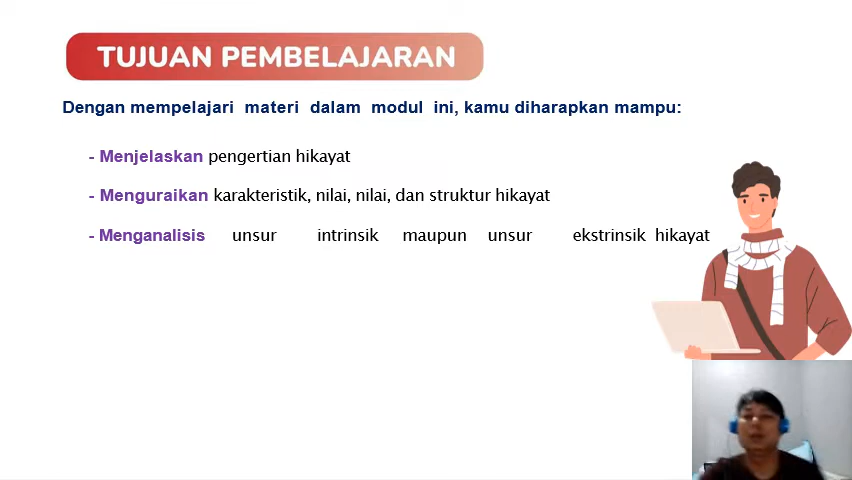 TUJUAN PEMBELAJARAN
Dengan mempelajari materi dalam modul ini, kamu diharapkan mampu:
- Menjelaskan pengertian hikayat
- Menguraikan karakteristik, nilai, nilai, dan struktur hikayat
- Menganalisis unsur intrinsik maupun unsur ekstrinsik hikayat